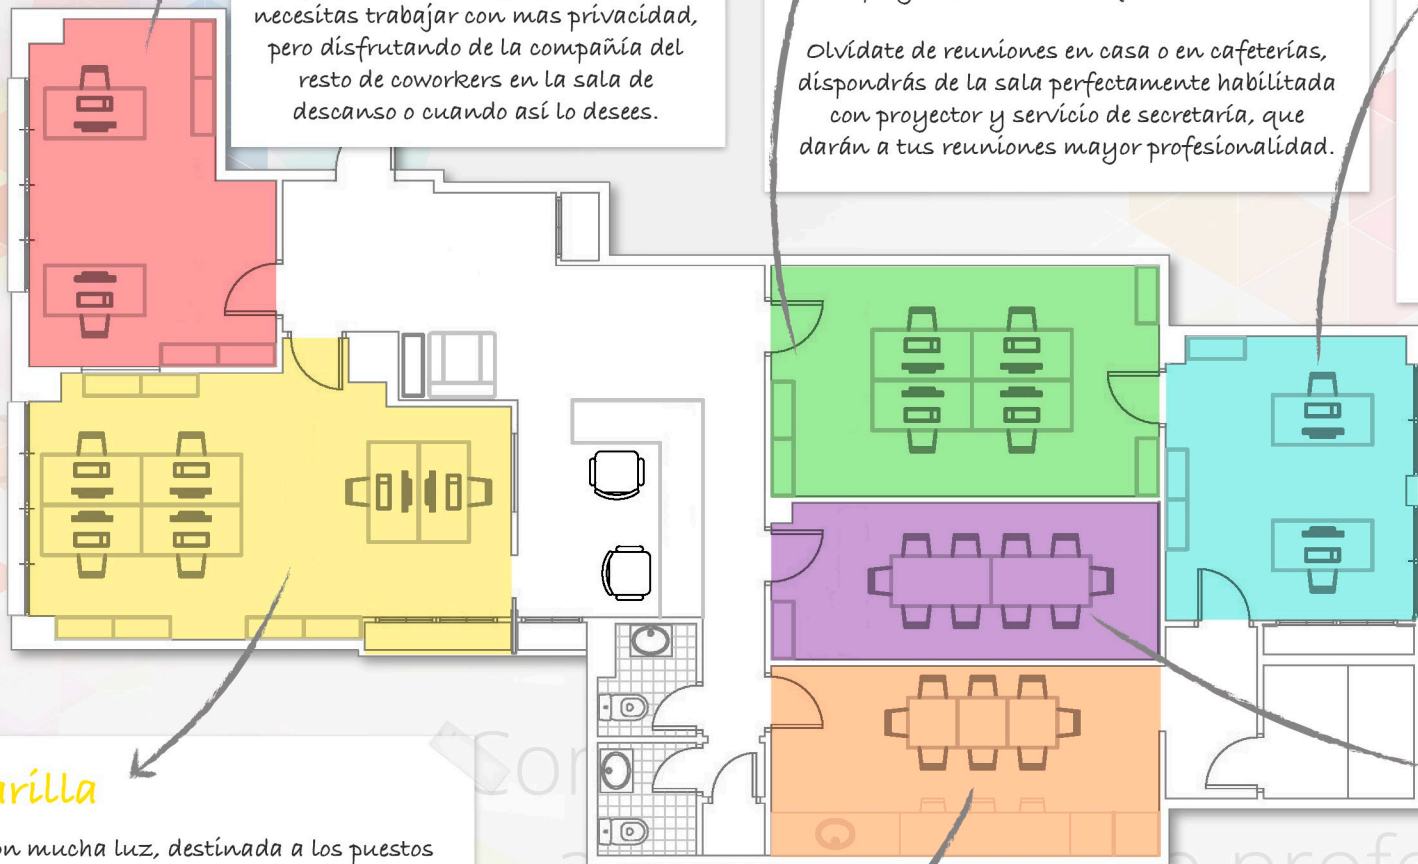 necesitas trabajar con mas privacidad,
pero disfrutando de la compañía del
resto de coworkers en la sala de
descanso o cuando así lo desees.
Olvídate de reuniones en casa o en cafeterías,
dispondrás de la sala perfectamente habilitada
con proyector y servicio de secretaría, que
darán a tus reuniones mayor profesionalidad.
arilla
on mucha luz, destinada a los puestos